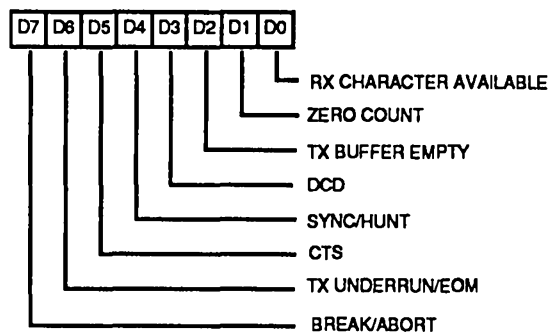 D7 D6 D5 D4 D3 D2 D1 D0
RX CHARACTER AVAILABLE
ZERO COUNT
TX BUFFER EMPTY
DCD
SYNC/HUNT
CTS
TX UNDERRUN/EOM
BREAK/ABORT